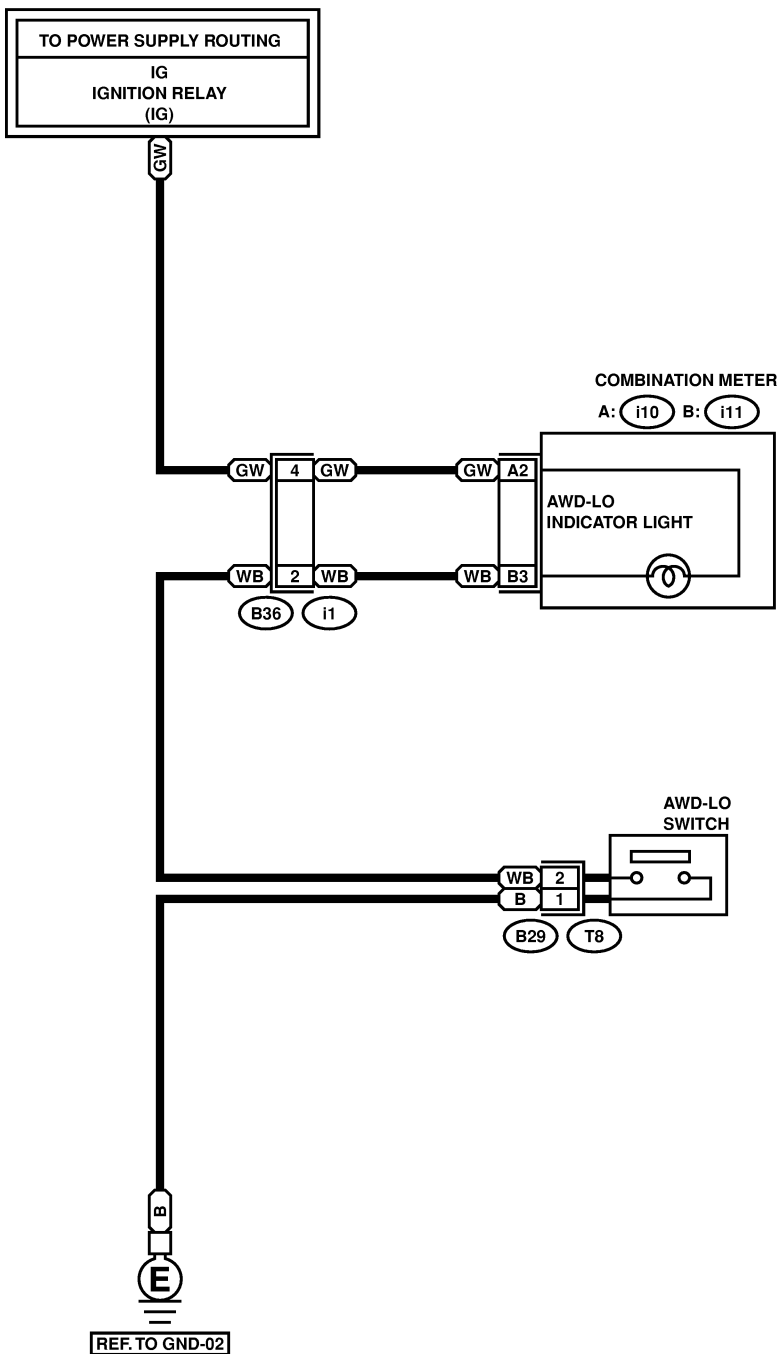 TO POWER SUPPLY ROUTING
IG
IGNITION RELAY
(IG)
GW
COMBINATION METER
A: i10 B: i11
GW 4 GW GW A2
AWD-LO
INDICATOR LIGHT
WB 2 WB WB B3
B36 i1
AWD-LO
SWITCH
WB 2
B 1
B29 T8
B
E
REF. TO GND-02